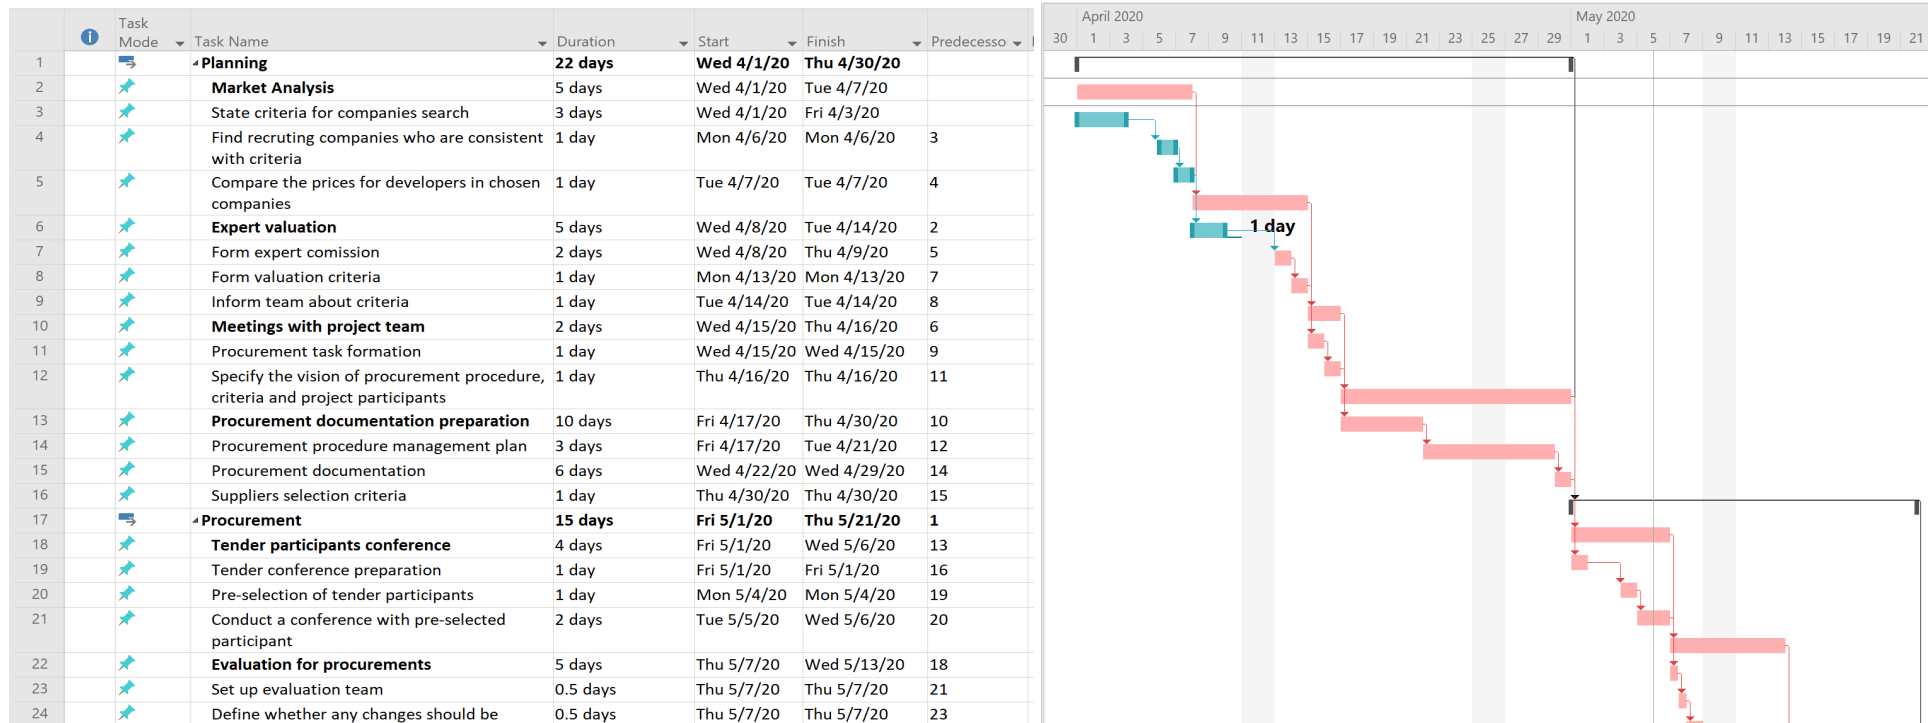 Task
Mode Task Name Duration Start Finish Predecesso
1 Planning 22 days Wed 4/1/20 Thu 4/30/20
2 Market Analysis 5 days Wed 4/1/20 Tue 4/7/20
3 State criteria for companies search 3 days Wed 4/1/20 Fri 4/3/20
4 Find recruting companies who are consistent 1 day Mon 4/6/20 Mon 4/6/20 3
with criteria
5 Compare the prices for developers in chosen 1 day Tue 4/7/20 Tue 4/7/20 4
companies
6 Expert valuation 5 days Wed 4/8/20 Tue 4/14/20 2
7 Form expert comission 2 days Wed 4/8/20 Thu 4/9/20 5
8 Form valuation criteria 1 day Mon 4/13/20 Mon 4/13/20 7
9 Inform team about criteria 1 day Tue 4/14/20 Tue 4/14/20 8
10 Meetings with project team 2 days Wed 4/15/20 Thu 4/16/20 6
11 Procurement task formation 1 day Wed 4/15/20 Wed 4/15/20 9
12 Specify the vision of procurement procedure, 1 day Thu 4/16/20 Thu 4/16/20 11
criteria and project participants
13 Procurement documentation preparation 10 days Fri 4/17/20 Thu 4/30/20 10
14 Procurement procedure management plan 3 days Fri 4/17/20 Tue 4/21/20 12
15 Procurement documentation 6 days Wed 4/22/20 Wed 4/29/20 14
16 Suppliers selection criteria 1 day Thu 4/30/20 Thu 4/30/20 15
17 Procurement 15 days Fri 5/1/20 Thu 5/21/20 1
18 Tender participants conference 4 days Fri 5/1/20 Wed 5/6/20 13
19 Tender conference preparation 1 day Fri 5/1/20 Fri 5/1/20 16
20 Pre-selection of tender participants 1 day Mon 5/4/20 Mon 5/4/20 19
21 Conduct a conference with pre-selected 2 days Tue 5/5/20 Wed 5/6/20 20
participant
22 Evaluation for procurements 5 days Thu 5/7/20 Wed 5/13/20 18
23 Set up evaluation team 0.5 days Thu 5/7/20 Thu 5/7/20 21
24 Define whether any changes should be 0.5 days Thu 5/7/20 Thu 5/7/20 23
April 2020 May 2020
30 1 3 5 7 9 11 13 15 17 19 21 23 25 27 29 1 3 5 7 9 11 13 15 17 19 21
1 day